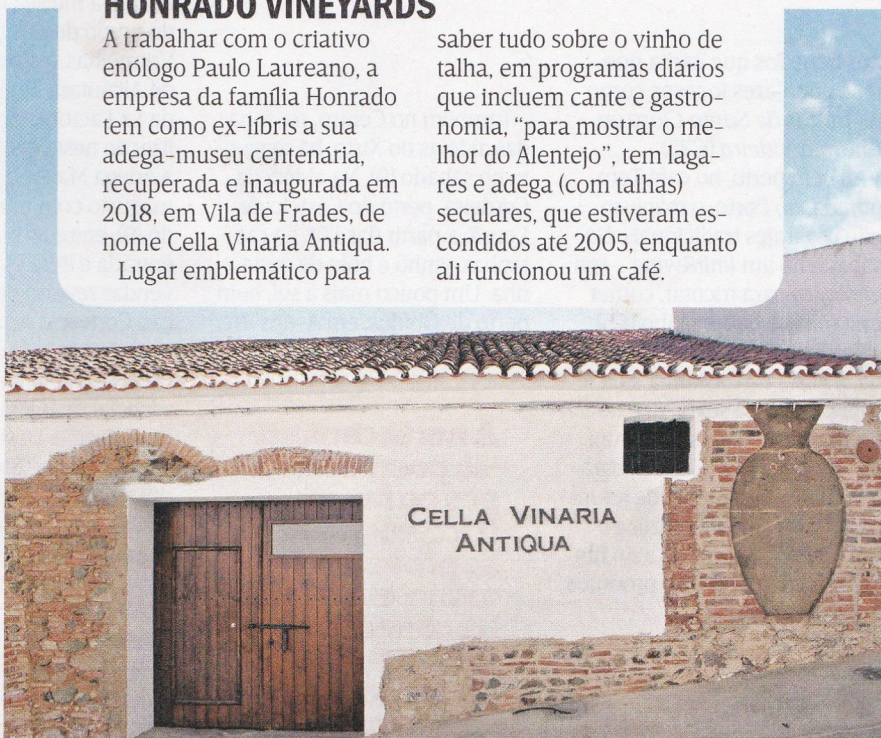 HONRADO VINEYARDS
A trabalhar com o criativo
enólogo Paulo Laureano, a
empresa da família Honrado
tem como ex-líbris a sua
adega-museu centenária,
recuperada e inaugurada em
2018, em Vila de Frades, de
nome Cella Vinaria Antiqua.
Lugar emblemático para
saber tudo sobre o vinho de
talha, em programas diários
que incluem cante e gastro-
nomia, “para mostrar o me-
lhor do Alentejo”, tem laga-
res e adega (com talhas)
seculares, que estiveram es-
condidos até 2005, enquanto
ali funcionou um café.
CELLA VINARIA
ANTIQUA